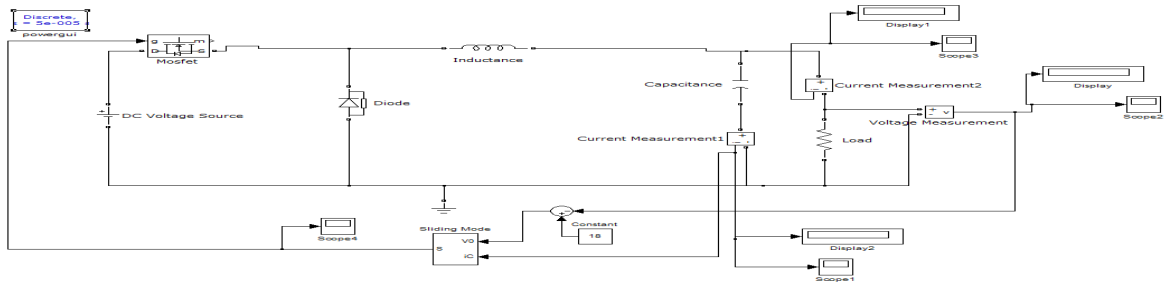 Discrete,
= 5e-005
powergui
Display1
Scope3
g
m
D
S
Mosfet
Inductance
Capacitance
Current Measurement2
Display
Scope2
Diode
DC Voltage Source
+
-
v
Voltage Measurement
Current Measurement1
Load
Constant
18
Sliding Mode
V0
S
iC
Scope4
Display2
Scope1